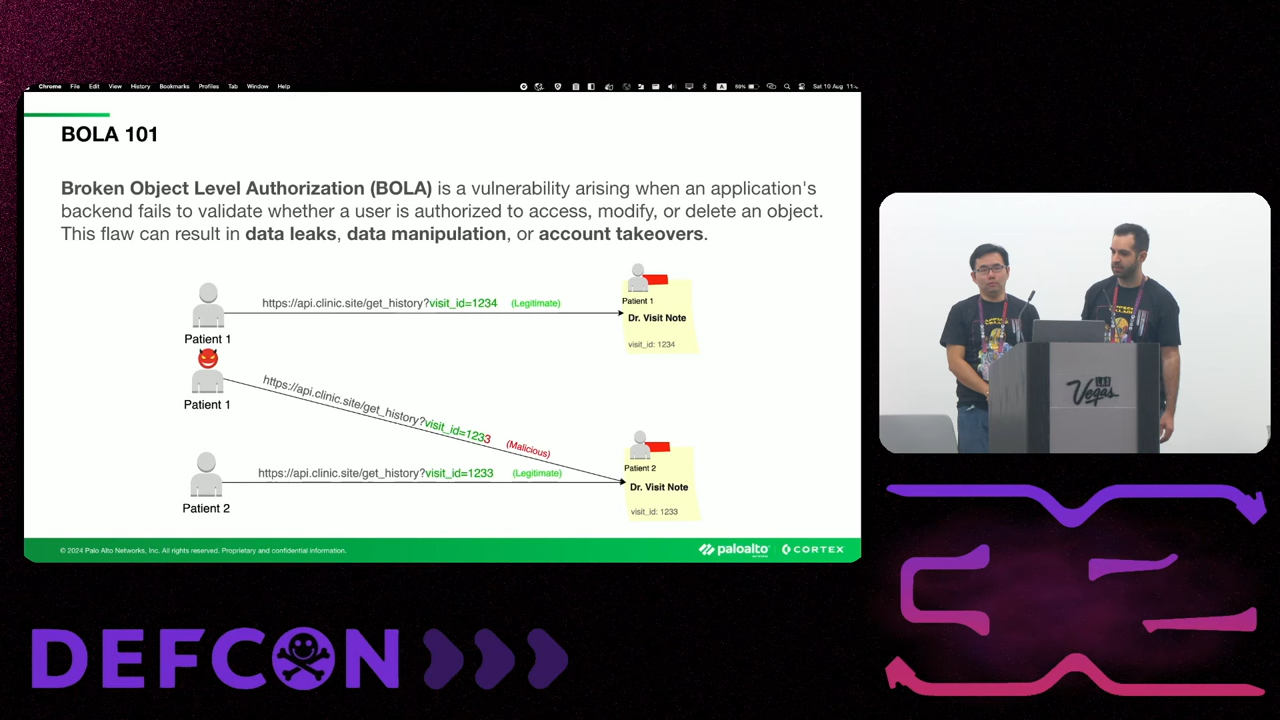 Chrome File Edit View History Bookmarks Profiles Tab Window Help
A 59% Sat 10 Aug 11
BOLA 101
Broken Object Level Authorization (BOLA) is a vulnerability arising when an application's
backend fails to validate whether a user is authorized to access, modify, or delete an object.
This flaw can result in data leaks, data manipulation, or account takeovers.
https://api.clinic.site/get_history?visit_id=1234 (Legitimate)
Patient 1
Patient 1
Dr. Visit Note
visit_id: 1234
Patient 1
https://api.clinic.site/get_history?visit_id=1233 (Malicious)
Patient 2
https://api.clinic.site/get_history?visit_id=1233 (Legitimate)
Patient 2
Dr. Visit Note
visit_id: 1233
© 2024 Palo Alto Networks, Inc. All rights reserved. Proprietary and confidential information.
paloalto
CORTEX
Vegas
DEFCON